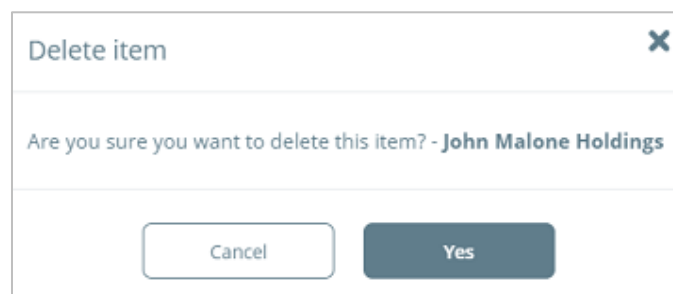 Delete item
Are you sure you want to delete this item? - John Malone Holdings
Cancel
Yes